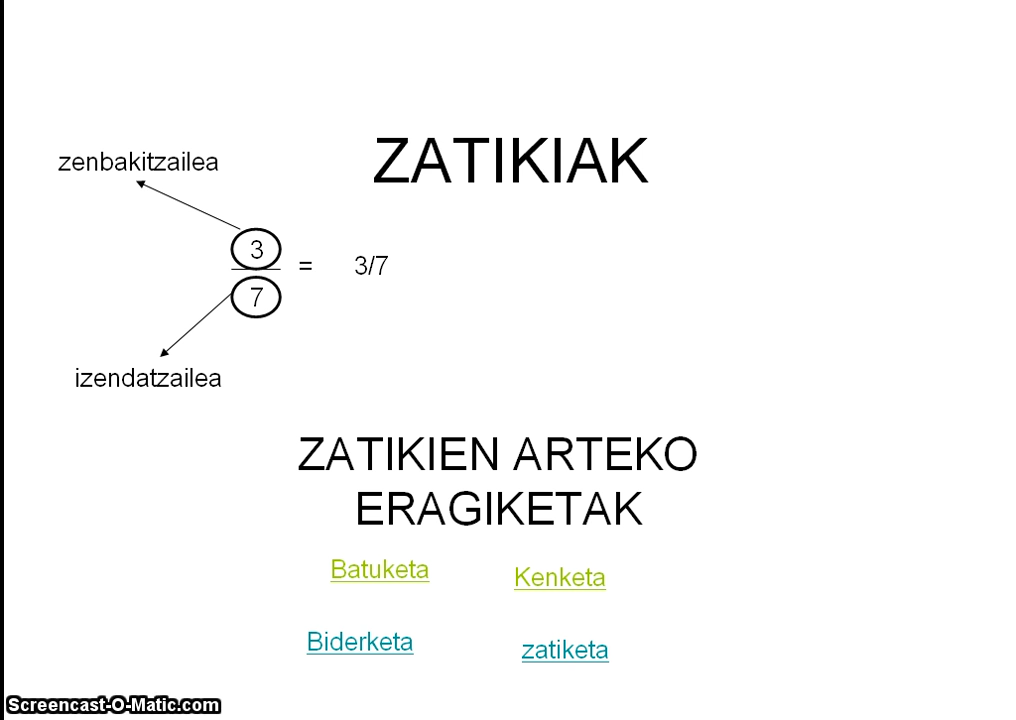 ZATIKIAK
zenbakitzailea
3
7
= 3/7
izendatzailea
ZATIKIEN ARTEKO
ERAGIKETAK
Batuketa
Kenketa
Biderketa
zatiketa
Screencast-O-Matic.com